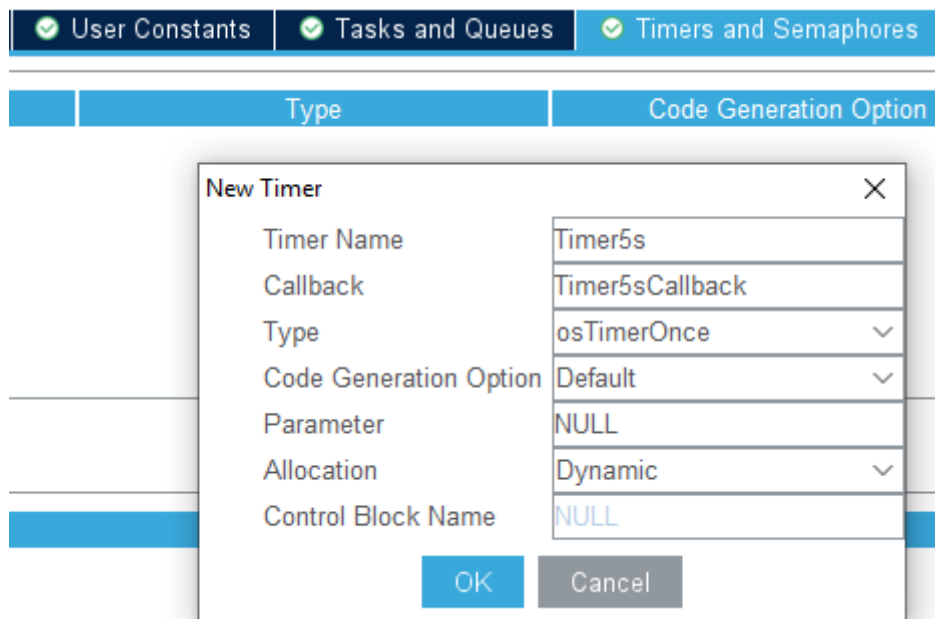 User Constants Tasks and Queues Timers and Semaphores
Type Code Generation Option
New Timer
Timer Name Timer5s
Callback Timer5sCallback
Type osTimerOnce
Code Generation Option Default
Parameter NULL
Allocation Dynamic
Control Block Name NULL
OK Cancel